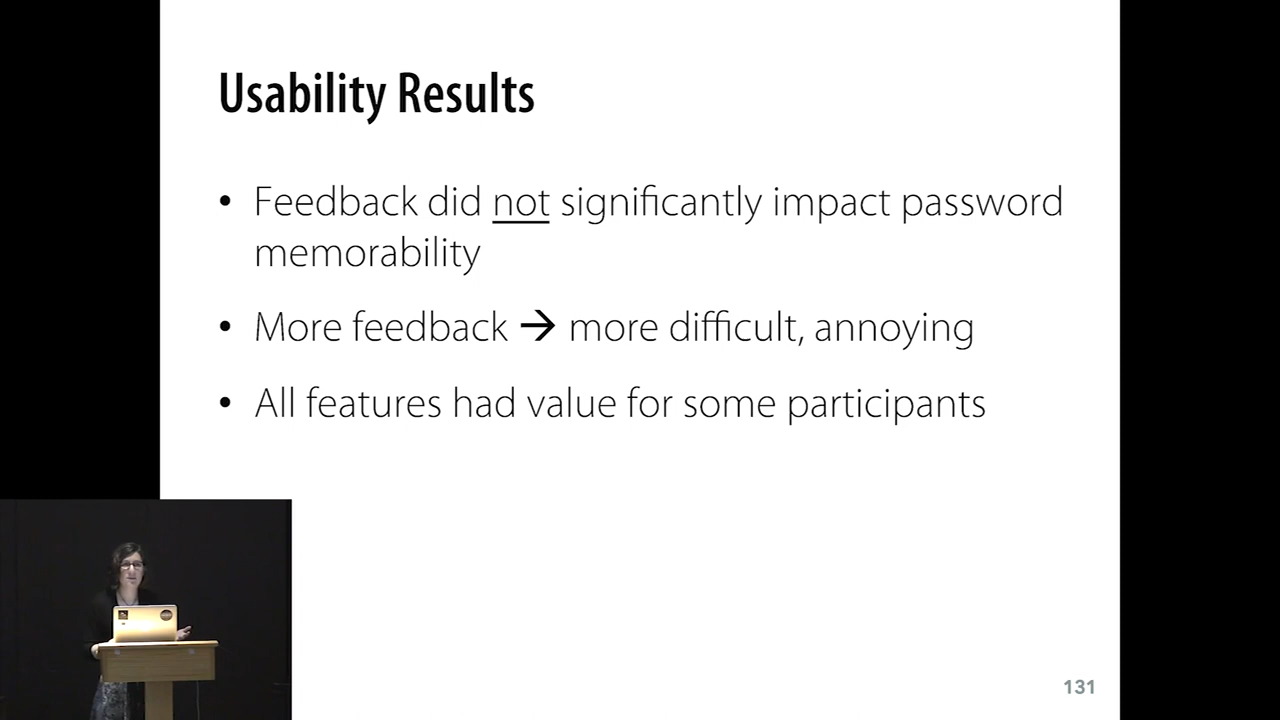 Usability Results
• Feedback did not significantly impact password
memorability
• More feedback → more difficult, annoying
• All features had value for some participants
131